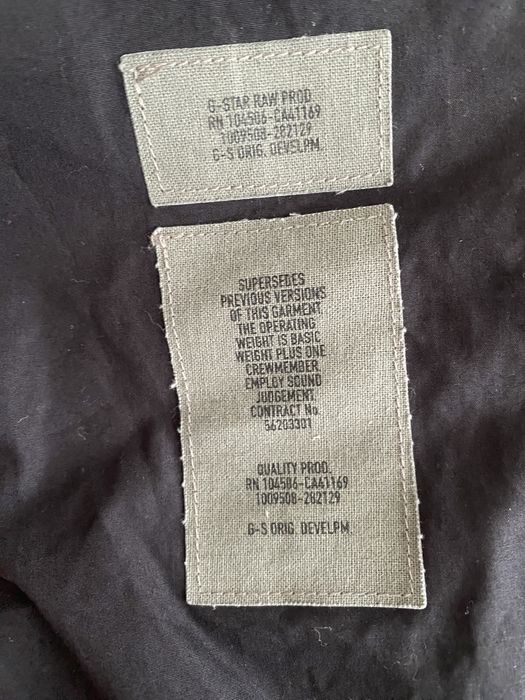 G-STAR RAW PROD.
RN 104506-CA41169
1009508-282129
G-S ORIG. DEVELPM.
SUPERSEDES
PREVIOUS VERSIONS
OF THIS GARMENT.
THE OPERATING
WEIGHT IS BASIC
WEIGHT PLUS ONE
CREWMEMBER.
EMPLOY SOUND
JUDGEMENT.
CONTRACT No.
56203301
QUALITY PROD.
RN 104506-CA41169
1009508-282129
G-S ORIG. DEVELPM.